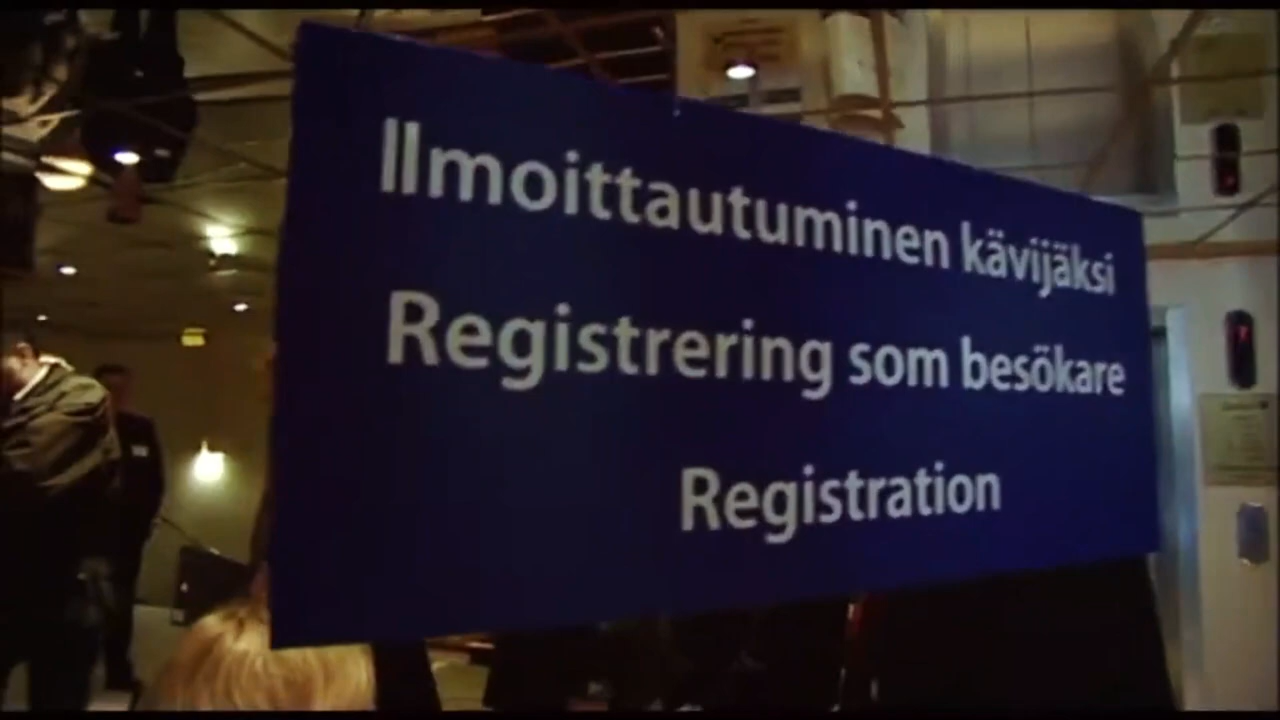 Ilmoittautuminen kävijäksi
Registrering som besökare
Registration